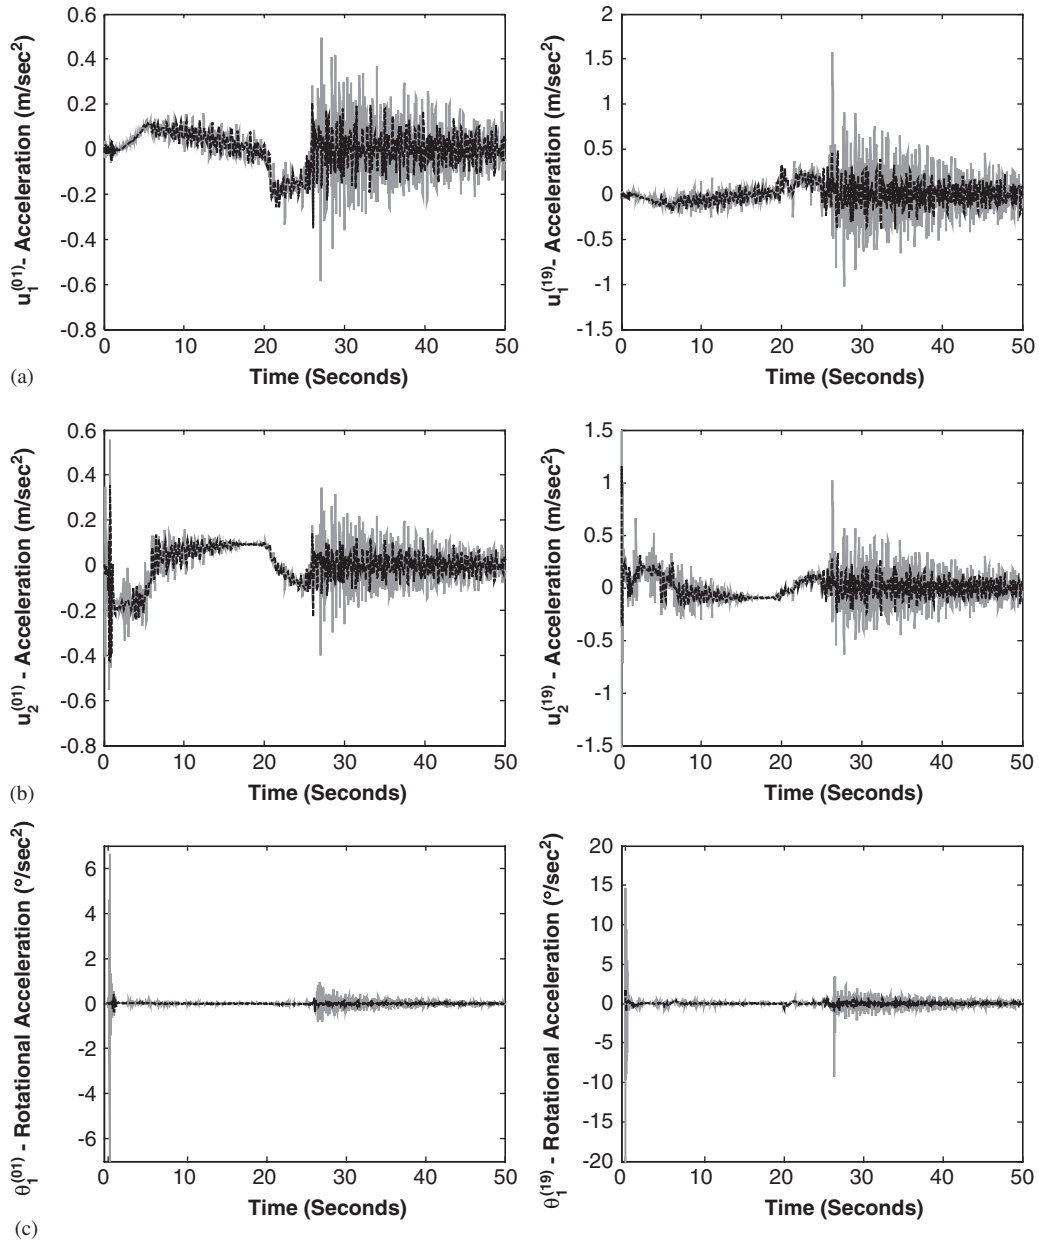 0.6
0.4
0.2
0
-0.2
-0.4
-0.6
-0.8
0 10 20 30 40 50
u₁⁽⁰¹⁾- Acceleration (m/sec²)
Time (Seconds)
2
1.5
1
0.5
0
-0.5
-1
-1.5
0 10 20 30 40 50
u₁⁽¹⁹⁾- Acceleration (m/sec²)
Time (Seconds)
(a)
0.6
0.4
0.2
0
-0.2
-0.4
-0.6
-0.8
0 10 20 30 40 50
u₂⁽⁰¹⁾ - Acceleration (m/sec²)
Time (Seconds)
1.5
1
0.5
0
-0.5
-1
-1.5
0 10 20 30 40 50
u₂⁽¹⁹⁾ - Acceleration (m/sec²)
Time (Seconds)
(b)
6
4
2
0
-2
-4
-6
0 10 20 30 40 50
θ₁⁽⁰¹⁾ - Rotational Acceleration (°/sec²)
Time (Seconds)
20
15
10
5
0
-5
-10
-15
-20
0 10 20 30 40 50
θ₁⁽¹⁹⁾ - Rotational Acceleration (°/sec²)
Time (Seconds)
(c)